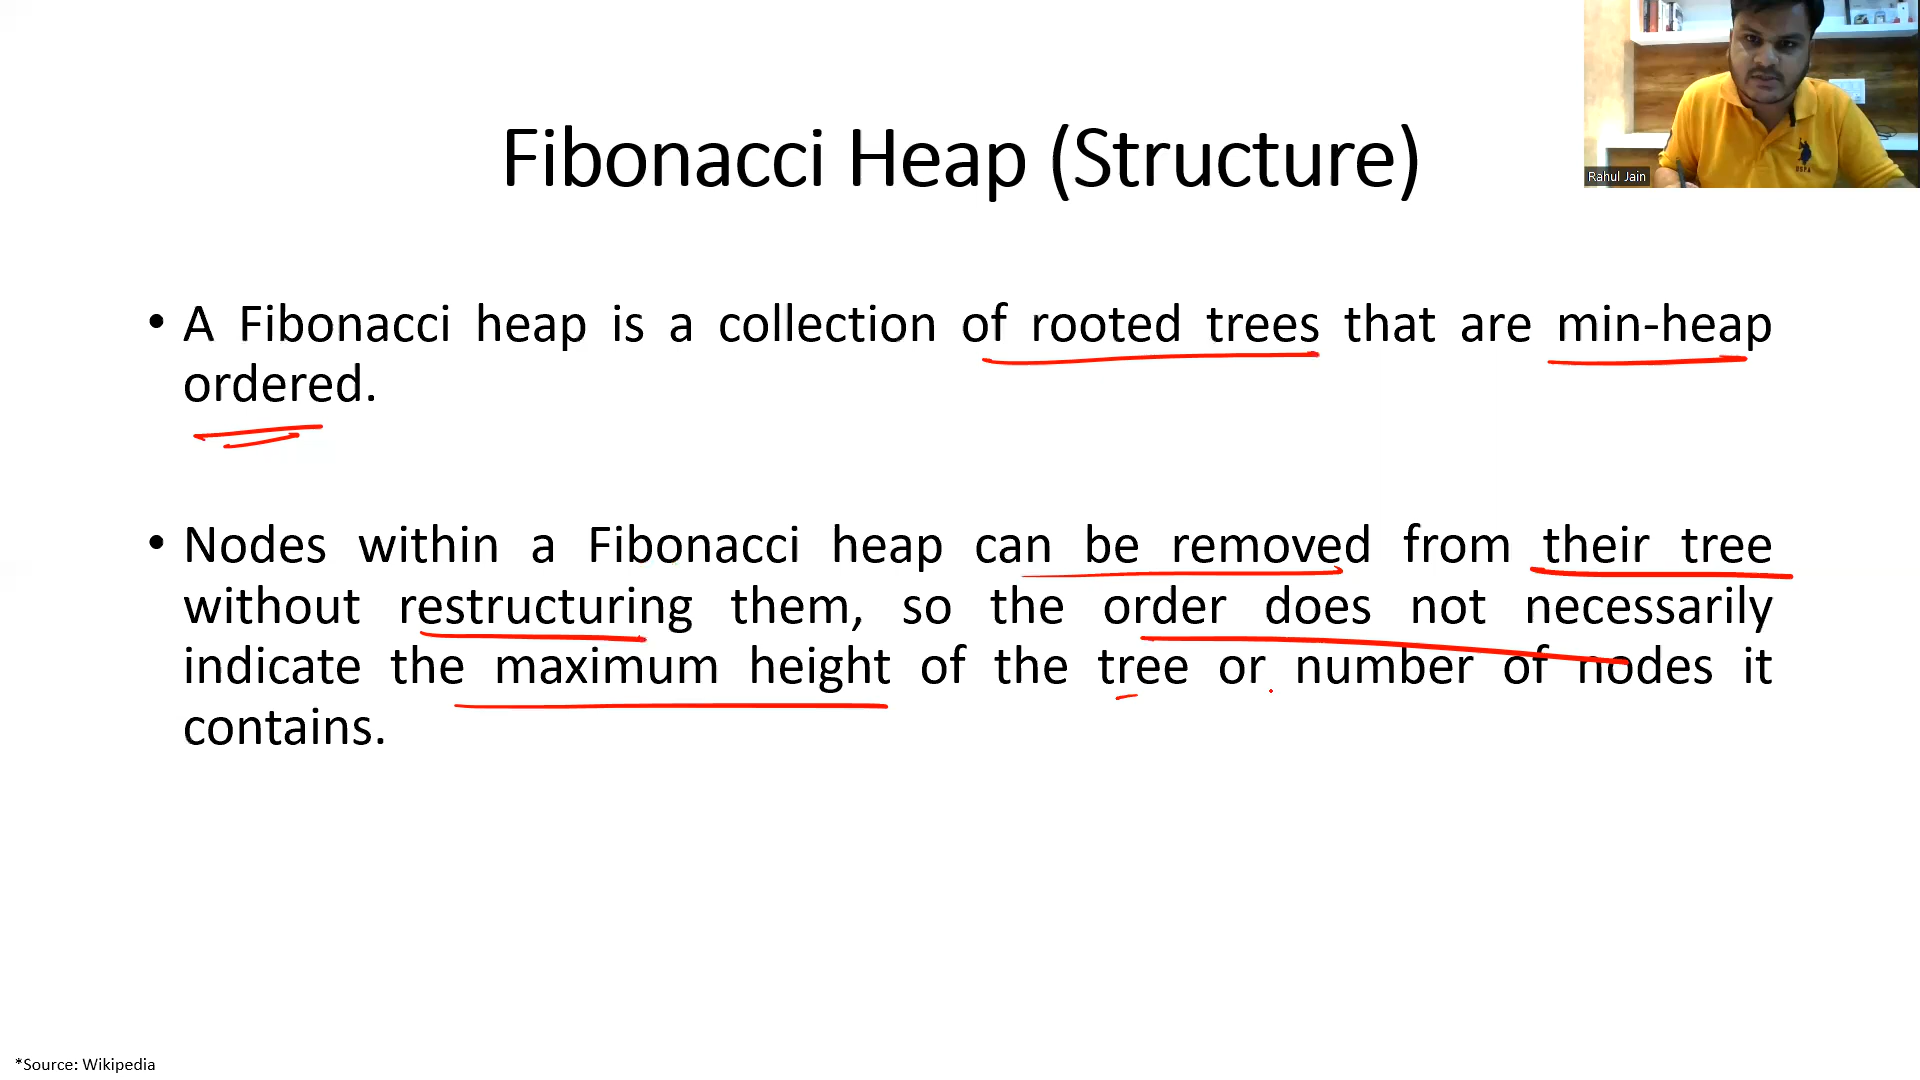 Fibonacci Heap (Structure)
Rahul Jain
• A Fibonacci heap is a collection of rooted trees that are min-heap
ordered.
• Nodes within a Fibonacci heap can be removed from their tree
without restructuring them, so the order does not necessarily
indicate the maximum height of the tree or number of nodes it
contains.
*Source: Wikipedia